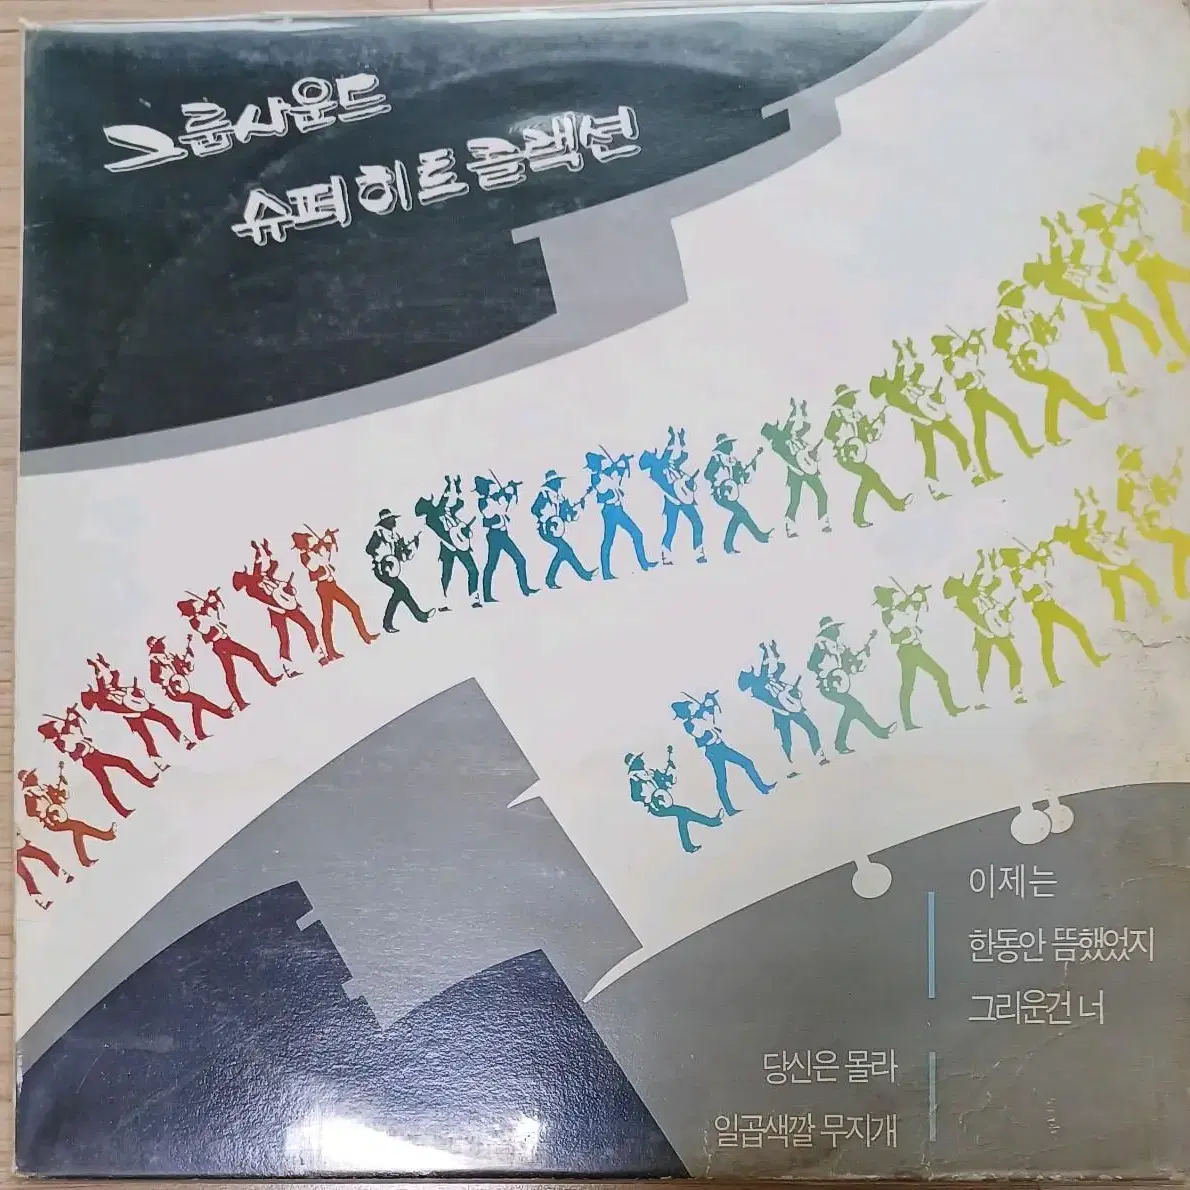 그룹사운드
슈퍼 히트 콜렉션
이제는
한동안 뜸했었지
그리운건 너
당신은 몰라
일곱색깔 무지개